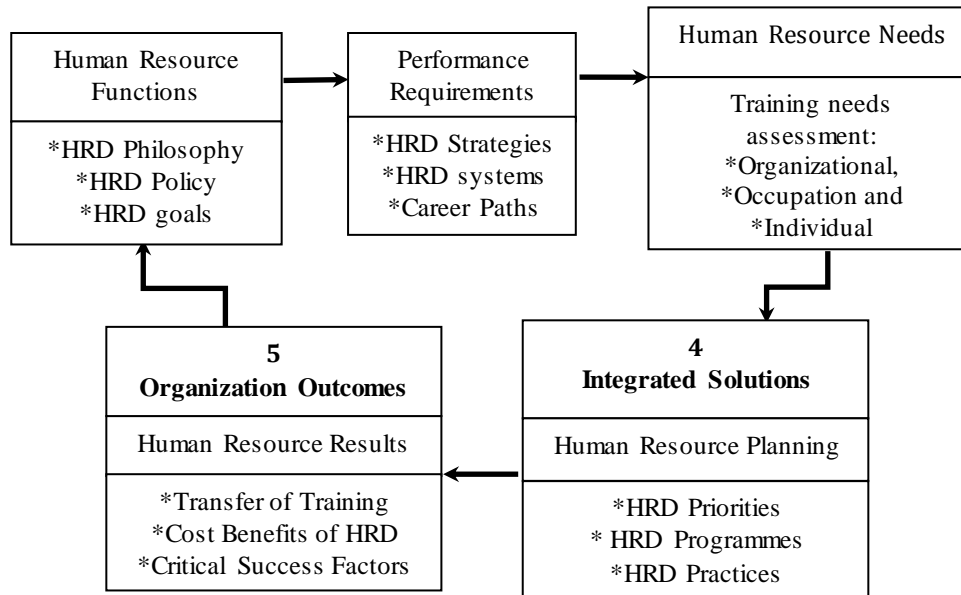 Human Resource
Functions
*HRD Philosophy
*HRD Policy
*HRD goals
Performance
Requirements
*HRD Strategies
*HRD systems
*Career Paths
Human Resource Needs
Training needs
assessment:
*Organizational,
*Occupation and
*Individual
4
Integrated Solutions
Human Resource Planning
*HRD Priorities
* HRD Programmes
*HRD Practices
5
Organization Outcomes
Human Resource Results
*Transfer of Training
*Cost Benefits of HRD
*Critical Success Factors